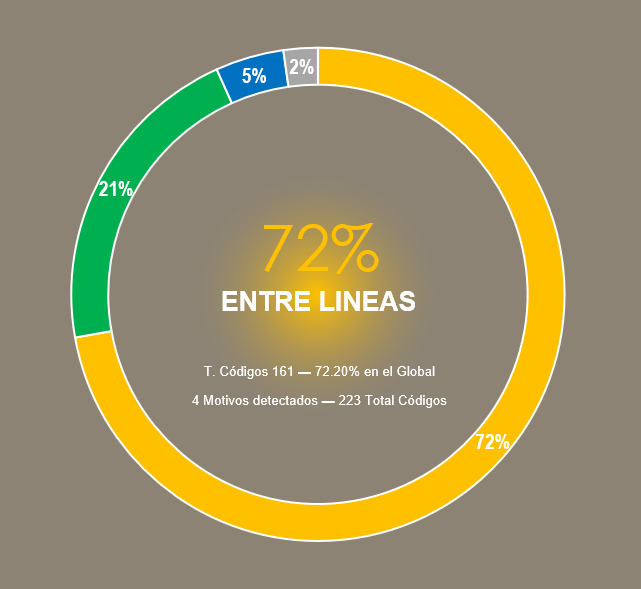 5%
2%
21%
72%
ENTRE LINEAS
T. Códigos 161 — 72.20% en el Global
4 Motivos detectados — 223 Total Códigos
72%